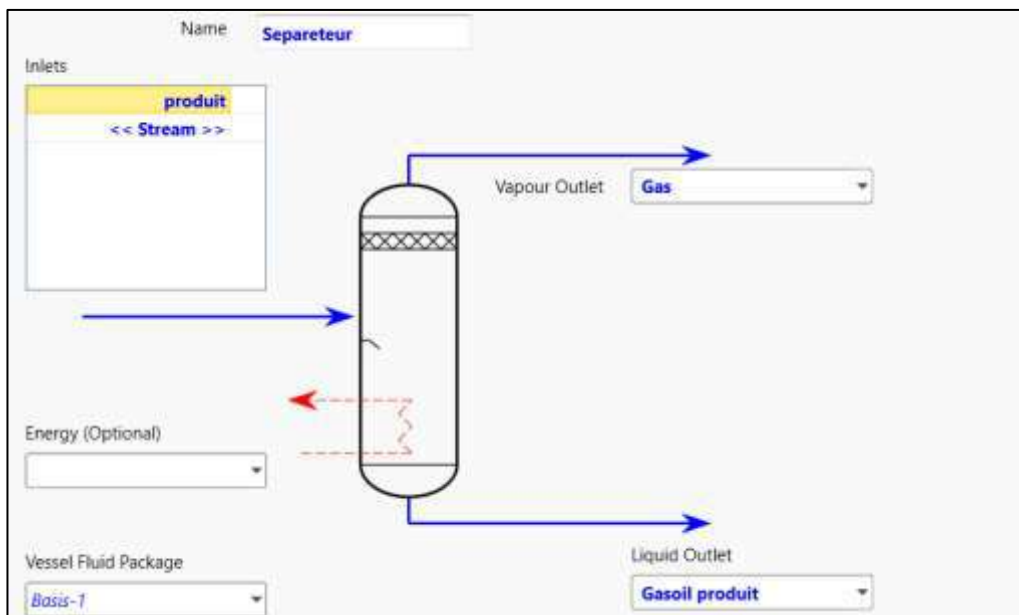 Name Separeteur
Inlets
produit
<< Stream >>
Vapour Outlet Gas
Energy (Optional)
Vessel Fluid Package
Basis-1
Liquid Outlet
Gasoil produit